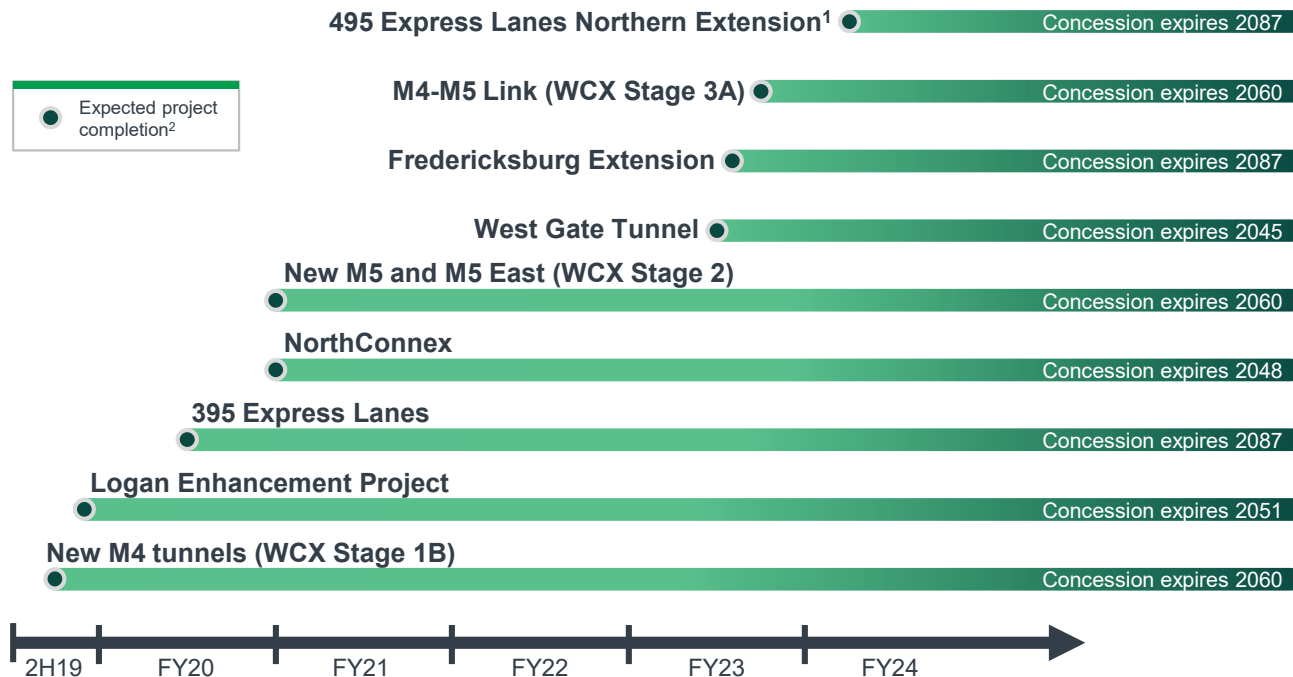 495 Express Lanes Northern Extension¹
Concession expires 2087
M4-M5 Link (WCX Stage 3A)
Concession expires 2060
Expected project
completion²
Fredericksburg Extension
Concession expires 2087
West Gate Tunnel
Concession expires 2045
New M5 and M5 East (WCX Stage 2)
Concession expires 2060
NorthConnex
Concession expires 2048
395 Express Lanes
Concession expires 2087
Logan Enhancement Project
Concession expires 2051
New M4 tunnels (WCX Stage 1B)
Concession expires 2060
2H19 FY20 FY21 FY22 FY23 FY24